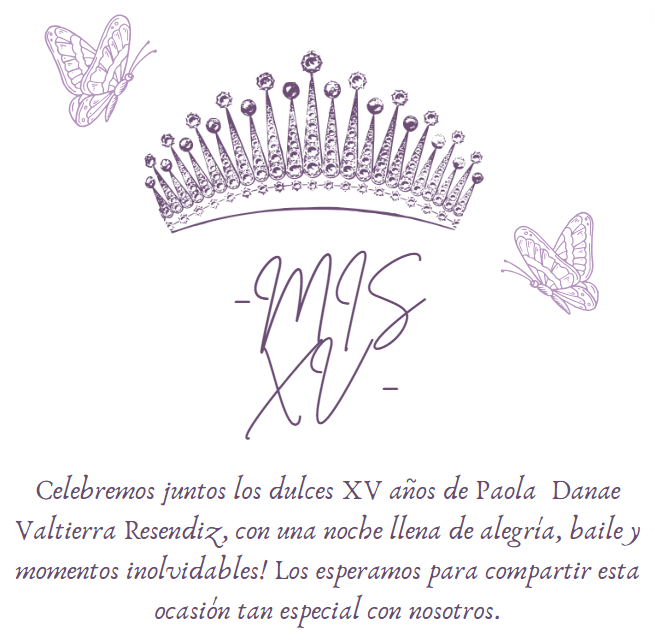 -MIS
XV-
Celebremos juntos los dulces XV años de Paola Danae
Valtierra Resendiz, con una noche llena de alegría, baile y
momentos inolvidables! Los esperamos para compartir esta
ocasión tan especial con nosotros.